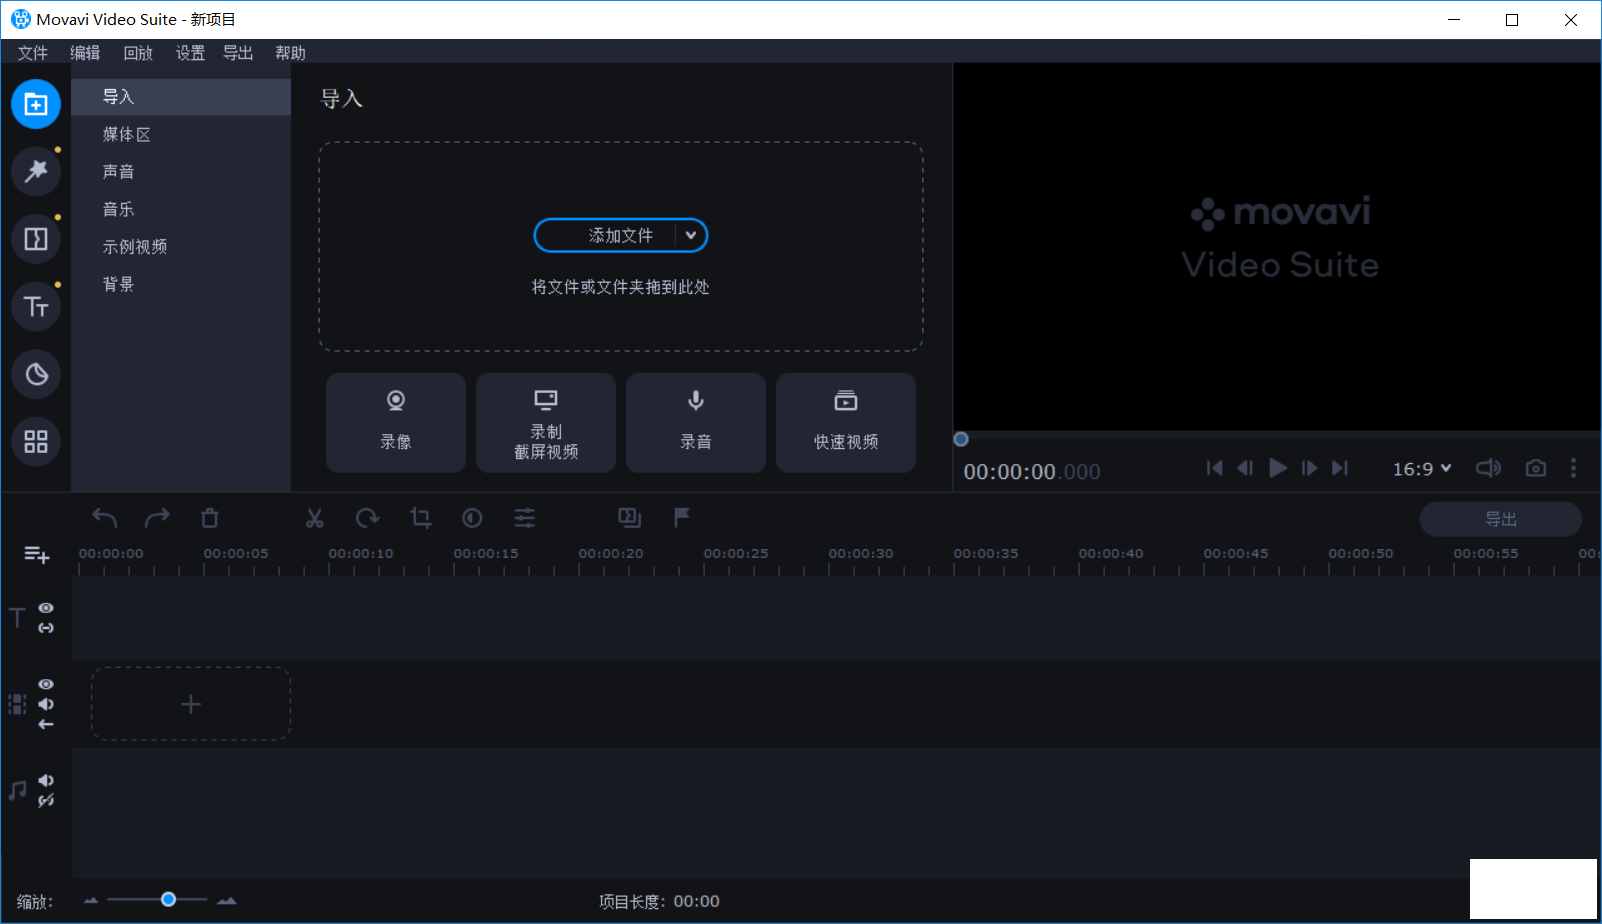 Movavi Video Suite - 新项目
文件 编辑 回放 设置 导出 帮助
导入
媒体区
声音
音乐
示例视频
背景
导入
添加文件
将文件或文件夹拖到此处
录像
录制
截屏视频
录音
快速视频
movavi
Video Suite
00:00:00.000
16:9
导出
00:00:00 00:00:05 00:00:10 00:00:15 00:00:20 00:00:25 00:00:30 00:00:35 00:00:40 00:00:45 00:00:50 00:00:55 00:
缩放:
项目长度: 00:00